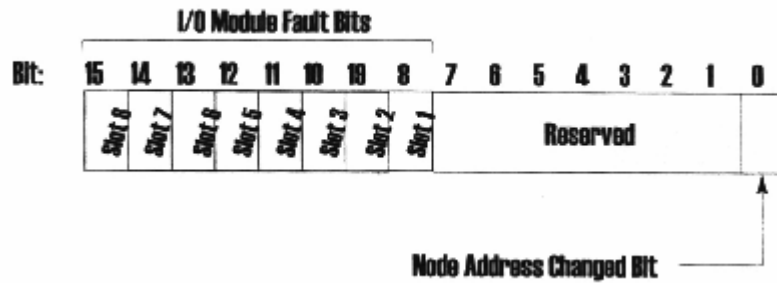 I/O Module Fault Bits
Bit: 15 14 13 12 11 10 19 8 7 6 5 4 3 2 1 0
Slot 8 Slot 7 Slot 6 Slot 5 Slot 4 Slot 3 Slot 2 Slot 1 Reserved
Node Address Changed Bit